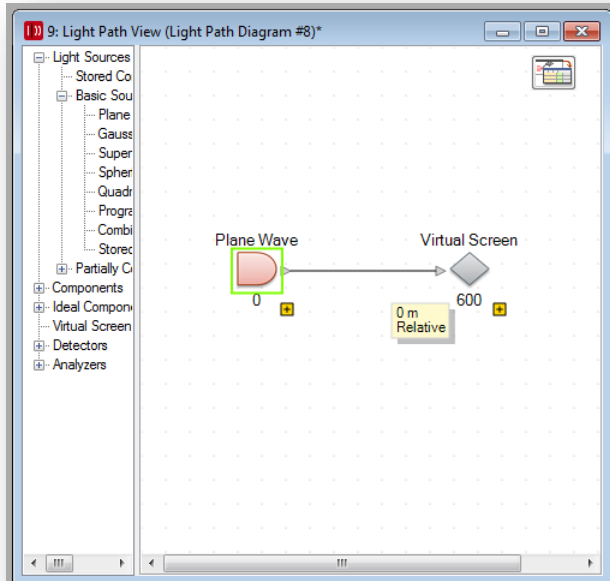 9: Light Path View (Light Path Diagram #8)*
Light Sources
Stored Co
Basic Sou
Plane
Gauss
Super
Spher
Quadr
Progra
Combi
Stored
Partially C
Components
Ideal Compon
Virtual Screen
Detectors
Analyzers
Plane Wave
Virtual Screen
0
600
0 m
Relative